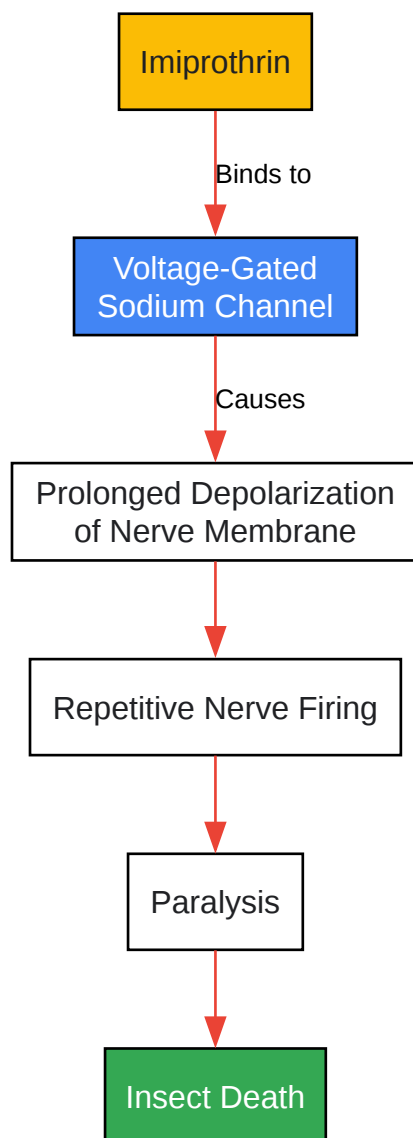 Imiprothrin
Binds to
Voltage-Gated
Sodium Channel
Causes
Prolonged Depolarization
of Nerve Membrane
Repetitive Nerve Firing
Paralysis
Insect Death